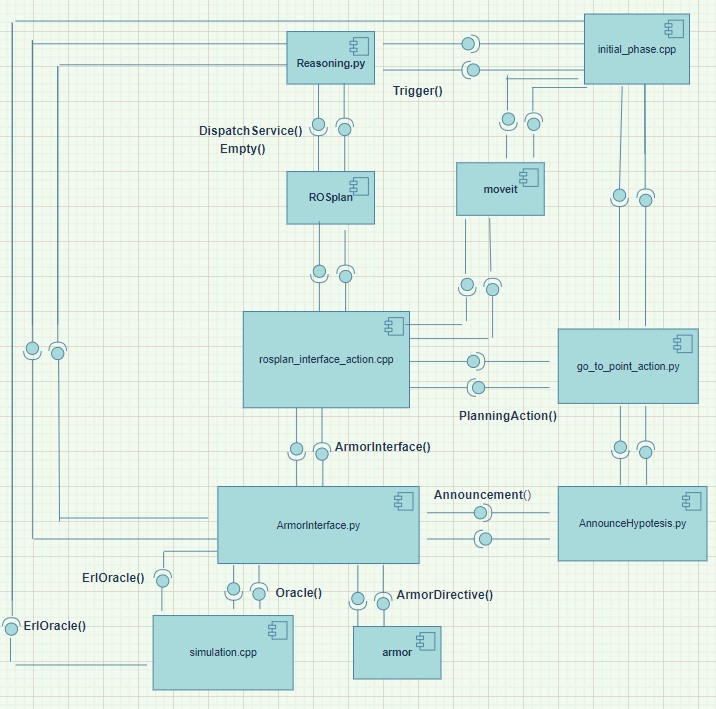 initial_phase.cpp
Reasoning.py
Trigger()
DispatchService()
Empty()
ROSplan
moveit
rosplan_interface_action.cpp
go_to_point_action.py
PlanningAction()
ArmorInterface()
Announcement()
ArmorInterface.py
AnnounceHypotesis.py
ErlOracle()
Oracle()
ArmorDirective()
ErlOracle()
simulation.cpp
armor